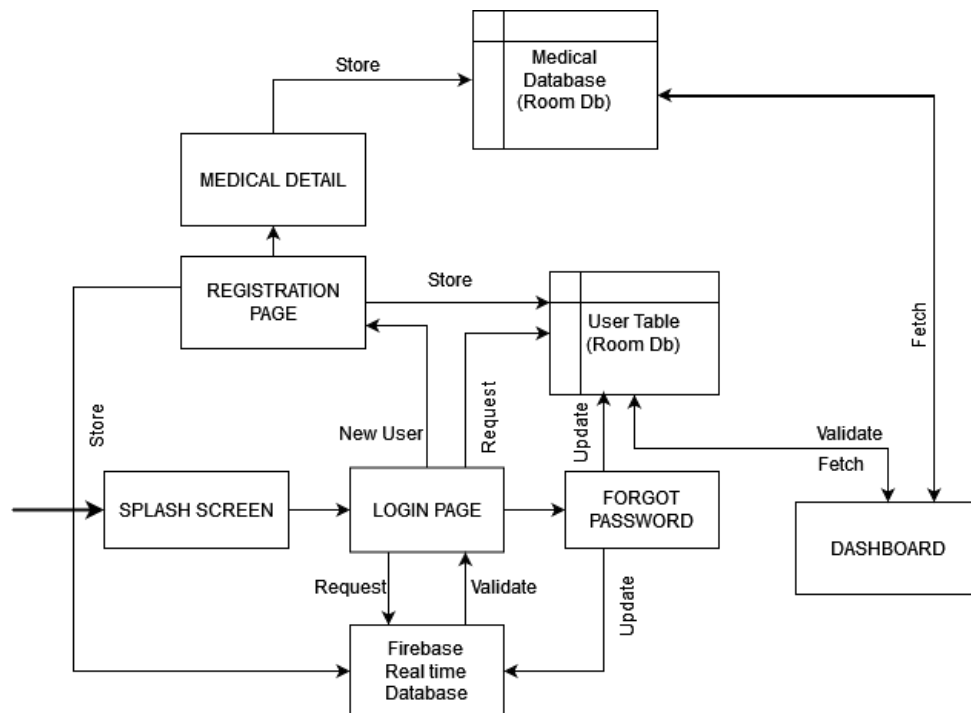 Store
Medical
Database
(Room Db)
MEDICAL DETAIL
REGISTRATION
PAGE
Store
User Table
(Room Db)
Fetch
Store
New User
Request
Update
Validate
Fetch
SPLASH SCREEN
LOGIN PAGE
FORGOT
PASSWORD
DASHBOARD
Request
Validate
Update
Firebase
Real time
Database